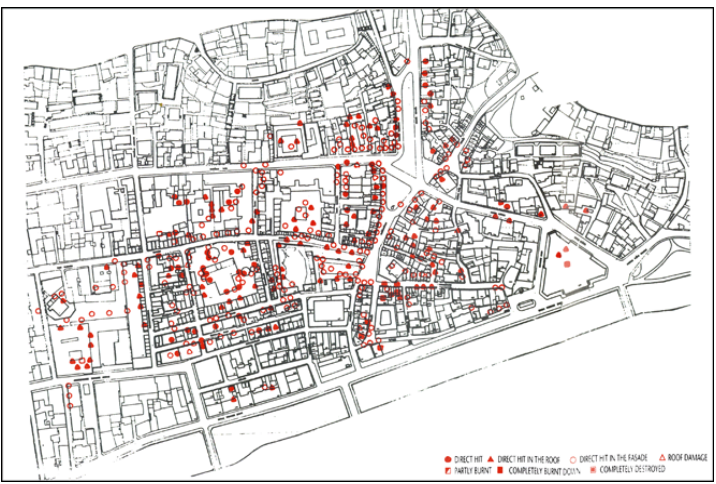 DIRECT HIT DIRECT HIT IN THE ROOF DIRECT HIT IN THE FASADE ROOF DAMAGE
PARTLY BURNT COMPLETELY BURNT DOWN COMPLETELY DESTROYED